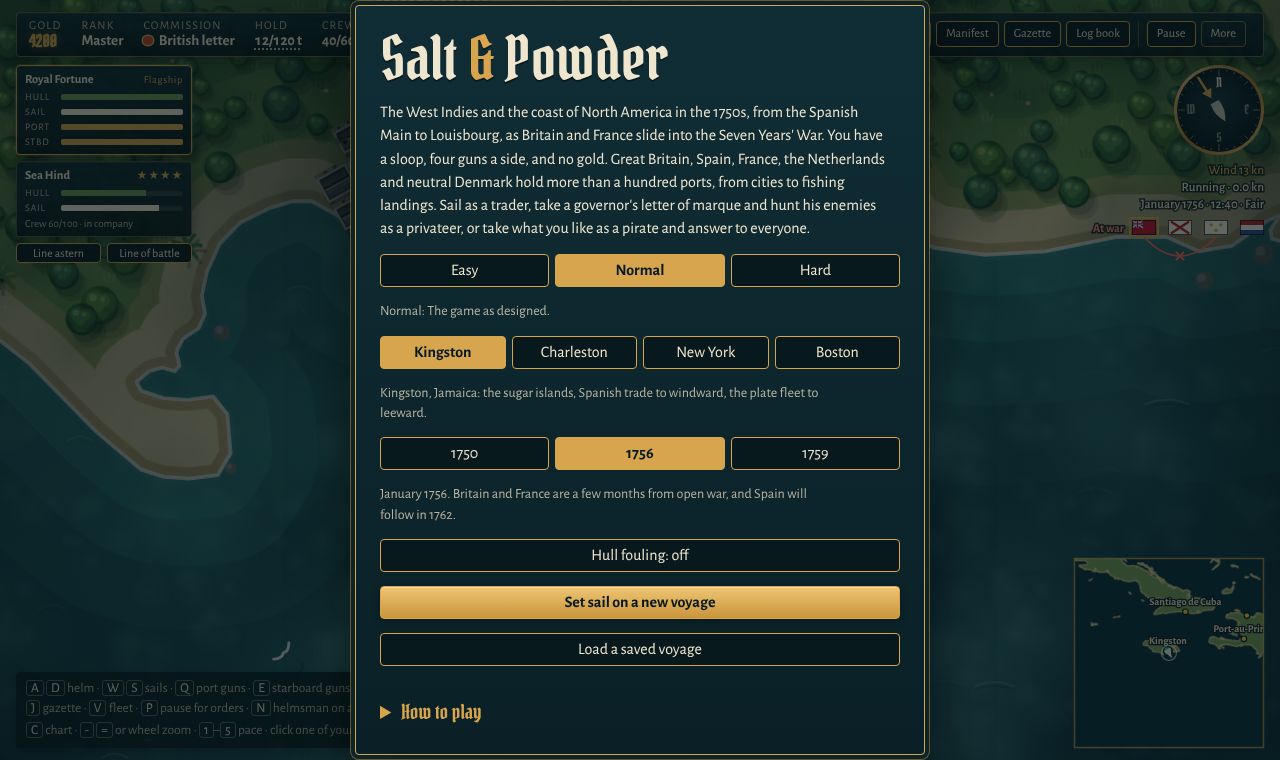 GOLD RANK COMMISSION HOLD CREW
4200 Master British letter 12/120 t 40/60
Manifest Gazette Log book Pause More
Royal Fortune Flagship
HULL
SAIL
PORT
STBD
Sea Hind ★★★★
HULL
SAIL
Crew 60/100 · in company
Line astern Line of battle
Salt & Powder
The West Indies and the coast of North America in the 1750s, from the Spanish
Main to Louisbourg, as Britain and France slide into the Seven Years' War. You have
a sloop, four guns a side, and no gold. Great Britain, Spain, France, the Netherlands
and neutral Denmark hold more than a hundred ports, from cities to fishing
landings. Sail as a trader, take a governor's letter of marque and hunt his enemies
as a privateer, or take what you like as a pirate and answer to everyone.
Easy Normal Hard
Normal: The game as designed.
Kingston Charleston New York Boston
Kingston, Jamaica: the sugar islands, Spanish trade to windward, the plate fleet to
leeward.
1750 1756 1759
January 1756. Britain and France are a few months from open war, and Spain will
follow in 1762.
Hull fouling: off
Set sail on a new voyage
Load a saved voyage
How to play
N
W E
S
Wind 13 kn
Running · 0.0 kn
January 1756 · 12:40 · Fair
At war
Santiago de Cuba
Port-au-Prin
Kingston
A D helm · W S sails · Q port guns · E starboard guns
J gazette · V fleet · P pause for orders · N helmsman on a
C chart · - = or wheel zoom · 1–5 pace · click one of you